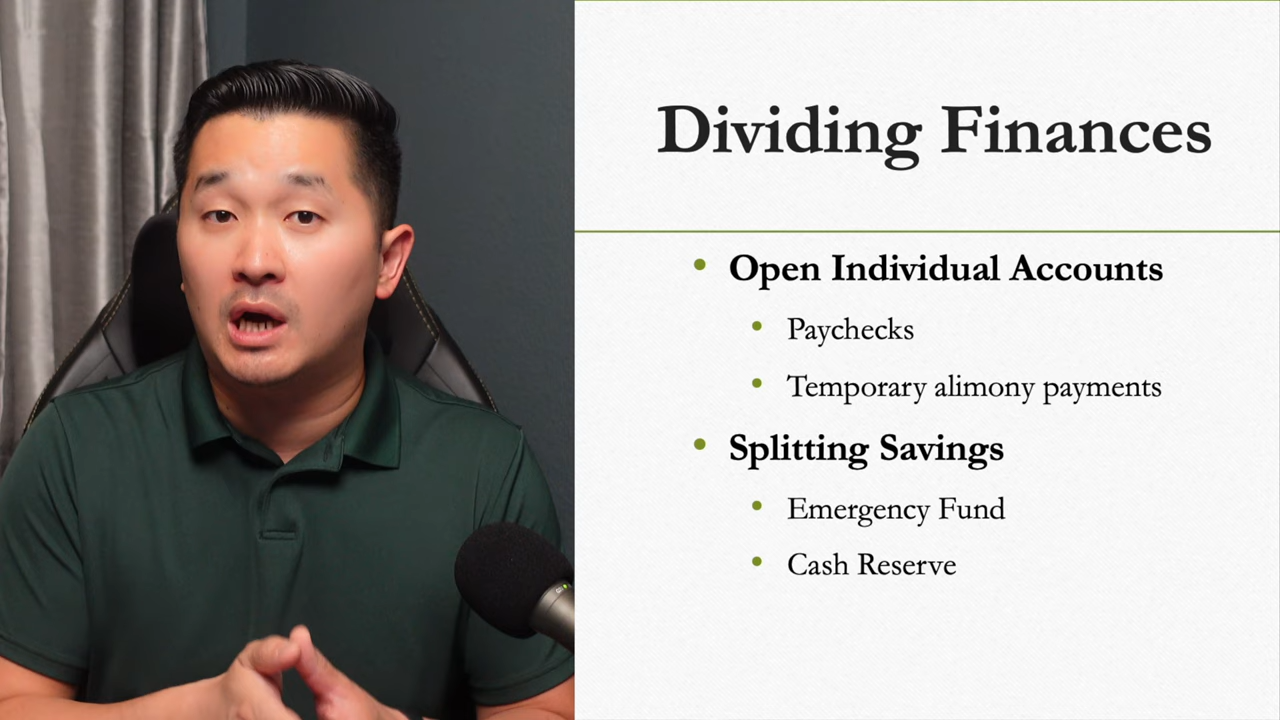 Dividing Finances
Open Individual Accounts
Paychecks
Temporary alimony payments
Splitting Savings
Emergency Fund
Cash Reserve